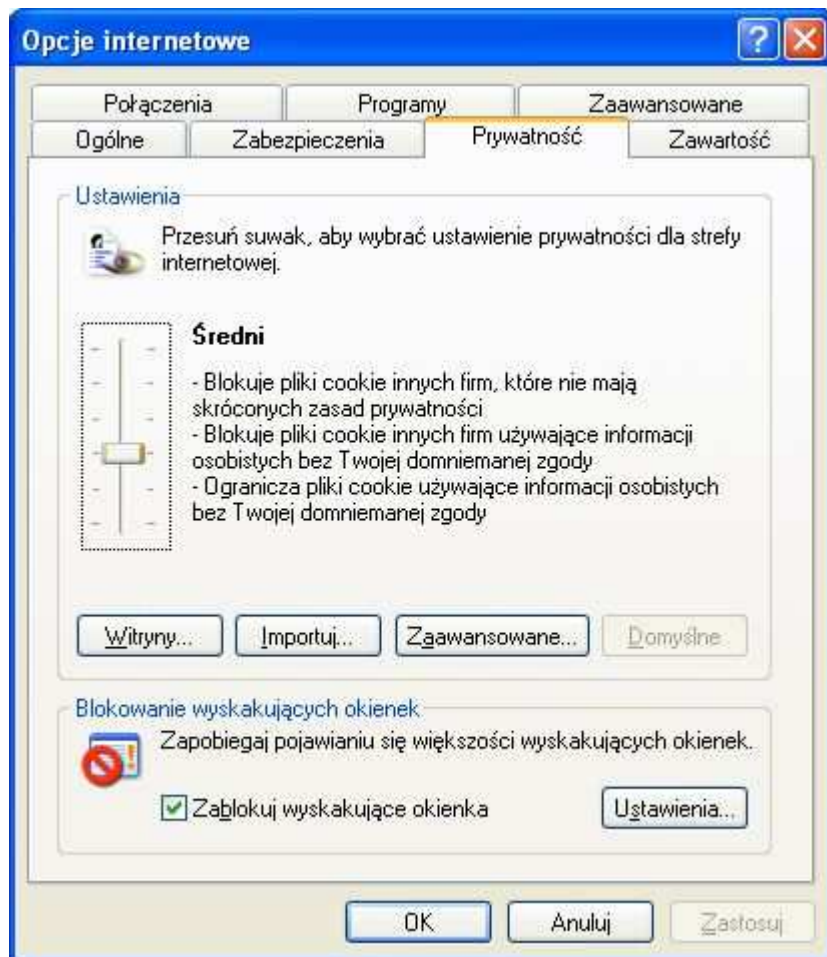 Opcje internetowe
Połączenia
Programy
Zaawansowane
Ogólne
Zabezpieczenia
Prywatność
Zawartość
Ustawienia
Przesuń suwak, aby wybrać ustawienie prywatności dla strefy
internetowej.
Średni
- Blokuje pliki cookie innych firm, które nie mają
skróconych zasad prywatności
- Blokuje pliki cookie innych firm używające informacji
osobistych bez Twojej domniemanej zgody
- Ogranicza pliki cookie używające informacji osobistych
bez Twojej domniemanej zgody
Witryny...
Importuj...
Zaawansowane...
Domyślne
Blokowanie wyskakujących okienek
Zapobiegaj pojawianiu się większości wyskakujących okienek.
Zablokuj wyskakujące okienka
Ustawienia...
OK
Anuluj
Zastosuj